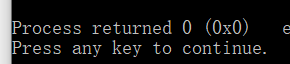 Process returned 0 (0x0)   e
Press any key to continue.